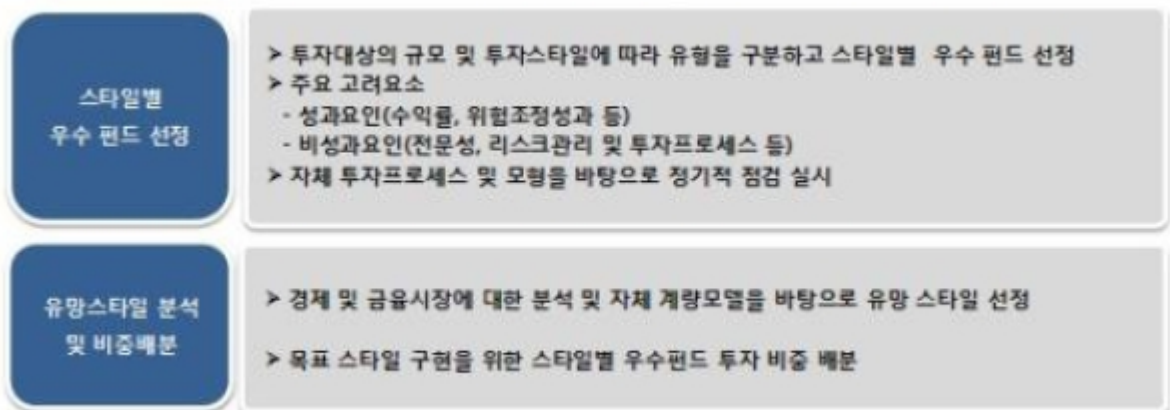 스타일별
우수 펀드 선정
➤ 투자대상의 규모 및 투자스타일에 따라 유형을 구분하고 스타일별 우수 펀드 선정
➤ 주요 고려요소
- 성과요인(수익률, 위험조정성과 등)
- 비성과요인(전문성, 리스크관리 및 투자프로세스 등)
➤ 자체 투자프로세스 및 모형을 바탕으로 정기적 점검 실시
유망스타일 분석
및 비중배분
➤ 경제 및 금융시장에 대한 분석 및 자체 계량모델을 바탕으로 유망 스타일 선정
➤ 목표 스타일 구현을 위한 스타일별 우수펀드 투자 비중 배분